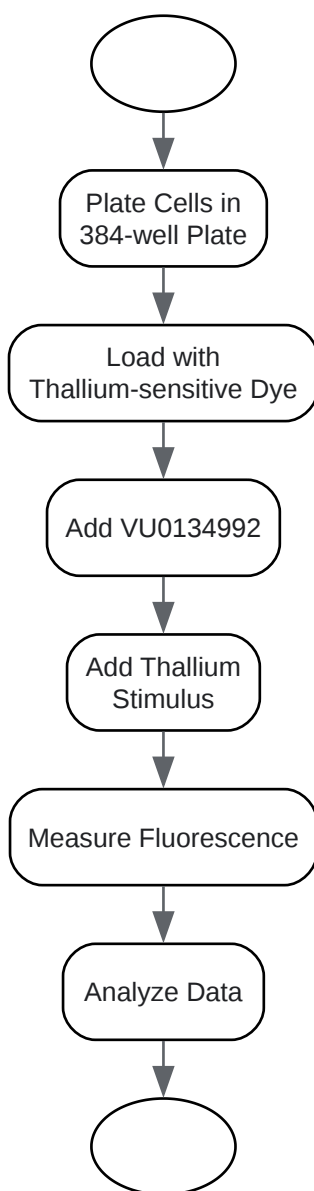 Plate Cells in
384-well Plate
Load with
Thallium-sensitive Dye
Add VU0134992
Add Thallium
Stimulus
Measure Fluorescence
Analyze Data